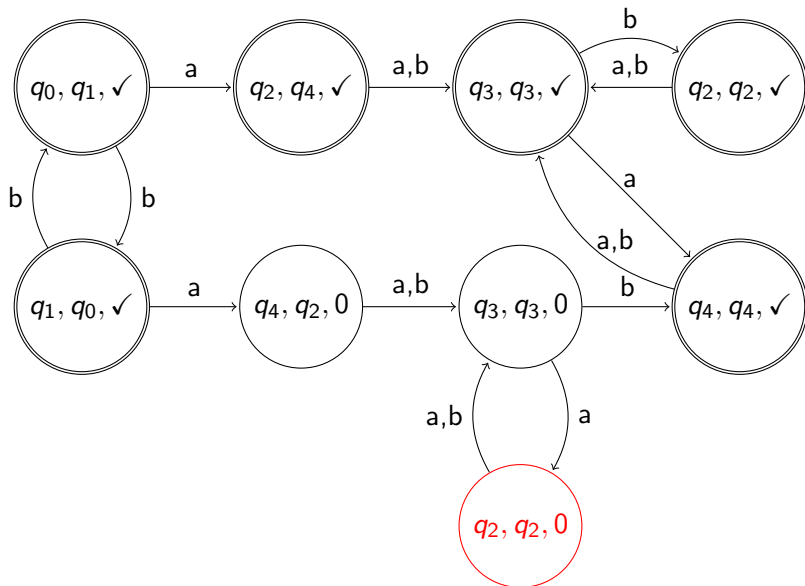 b
a a,b a,b
q₀, q₁, ✓ q₂, q₄, ✓ q₃, q₃, ✓ q₂, q₂, ✓
a
b b
a,b
a a,b b
q₁, q₀, ✓ q₄, q₂, 0 q₃, q₃, 0 q₄, q₄, ✓
a,b a
q₂, q₂, 0